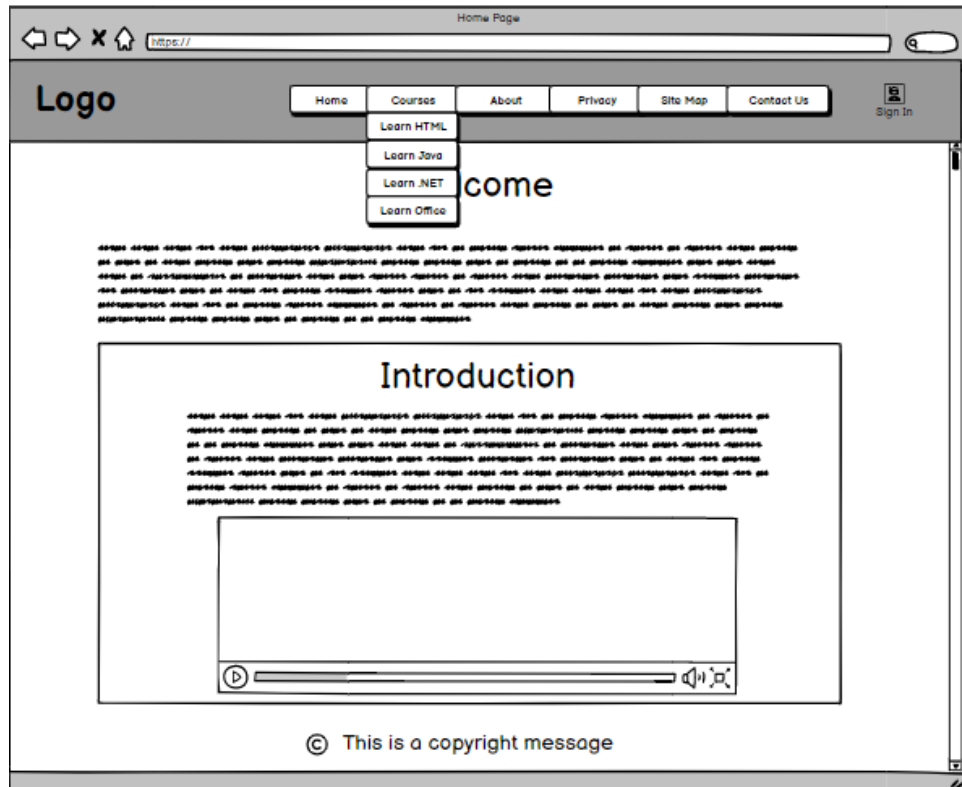 Home Page
https://
Logo
Home Courses About Privacy Site Map Contact Us
Sign In
Learn HTML
Learn Java
Learn .NET
Learn Office
come
Introduction
© This is a copyright message